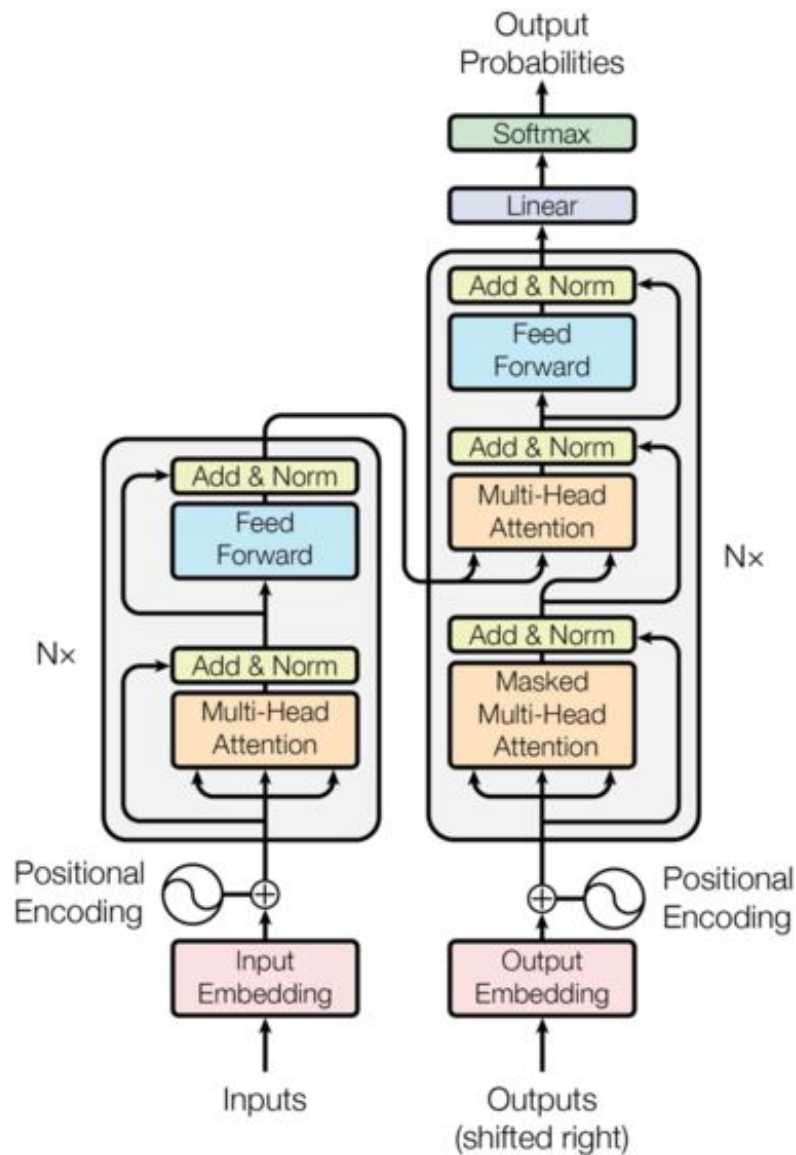 Output
Probabilities
Softmax
Linear
Add & Norm
Feed
Forward
Add & Norm
Multi-Head
Attention
Add & Norm
Masked
Multi-Head
Attention
N×
Add & Norm
Feed
Forward
Add & Norm
Multi-Head
Attention
N×
Positional
Encoding
Positional
Encoding
Input
Embedding
Output
Embedding
Inputs
Outputs
(shifted right)